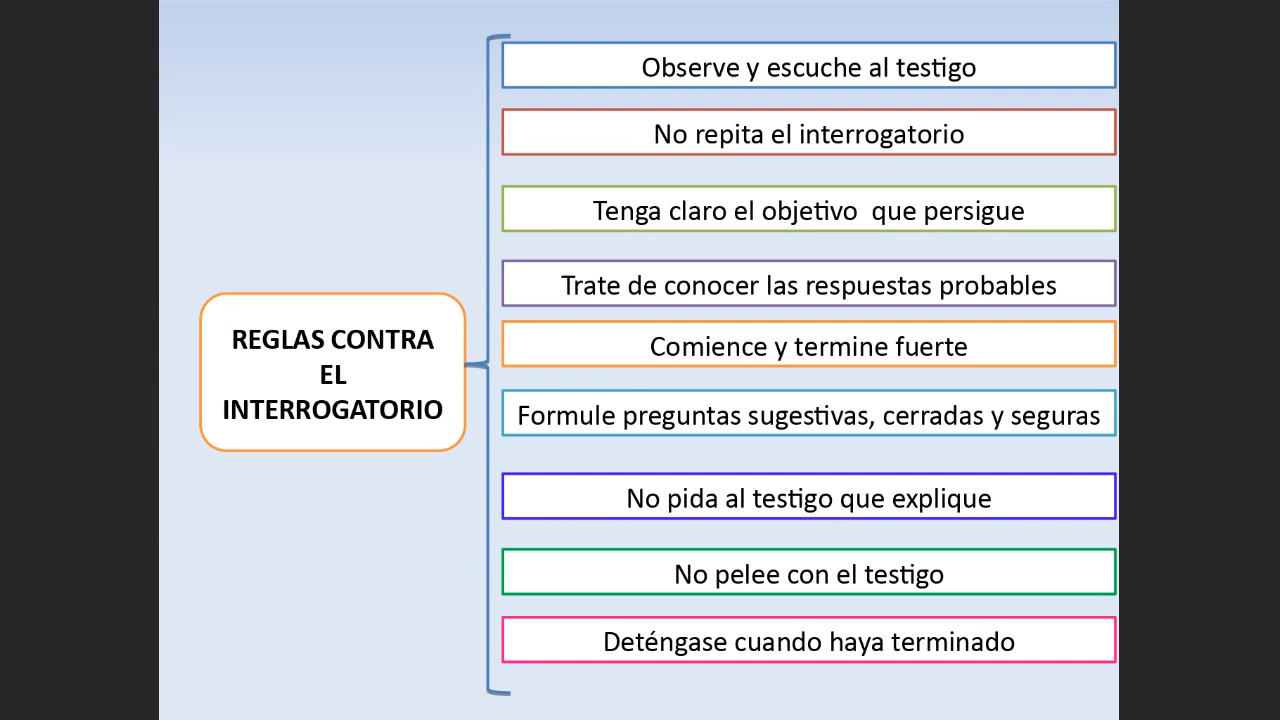 Observe y escuche al testigo
No repita el interrogatorio
Tenga claro el objetivo que persigue
Trate de conocer las respuestas probables
REGLAS CONTRA
EL
INTERROGATORIO
Comience y termine fuerte
Formule preguntas sugestivas, cerradas y seguras
No pida al testigo que explique
No pelee con el testigo
Deténgase cuando haya terminado